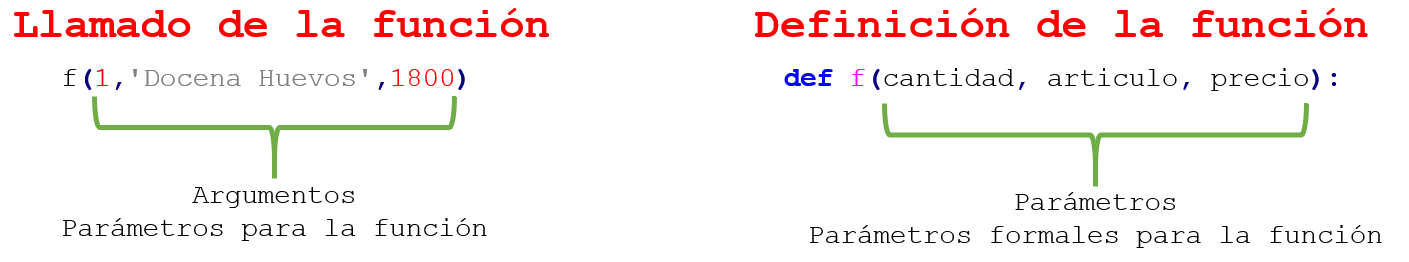 Llamado de la función
f(1,'Docena Huevos',1800)
Argumentos
Parámetros para la función
Definición de la función
def f(cantidad, articulo, precio):
Parámetros
Parámetros formales para la función